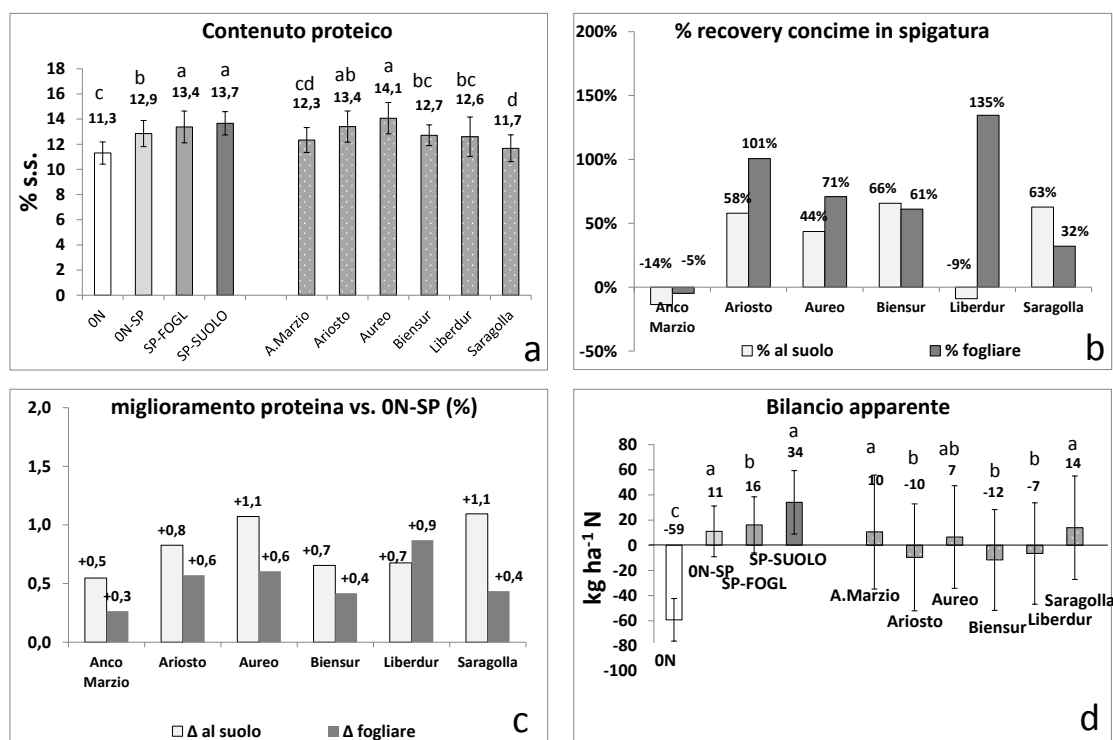 Contenuto proteico
c b a a cd ab a bc bc d
11,3 12,9 13,4 13,7 12,3 13,4 14,1 12,7 12,6 11,7
% s.s.
18
16
14
12
10
8
6
4
2
0
0N 0N-SP SP-FOGL SP-SUOLO A.Marzio Ariosto Aureo Biensur Liberdur Saragolla
a
% recovery concime in spigatura
200%
150%
100%
50%
0%
-50%
-14% -5% 58% 101% 44% 71% 66% 61% -9% 135% 63% 32%
Anco Marzio Ariosto Aureo Biensur Liberdur Saragolla
% al suolo % fogliare
b
miglioramento proteina vs. 0N-SP (%)
2,0
1,5
1,0
0,5
0,0
+0,5 +0,3 +0,8 +0,6 +1,1 +0,6 +0,7 +0,4 +0,7 +0,9 +1,1 +0,4
Anco Marzio Ariosto Aureo Biensur Liberdur Saragolla
Δ al suolo Δ fogliare
c
Bilancio apparente
kg ha⁻¹ N
80
60
40
20
0
-20
-40
-60
-80
-100
c a b a a b ab b b a
-59 11 16 34 10 -10 7 -12 -7 14
0N 0N-SP SP-FOGL SP-SUOLO A.Marzio Ariosto Aureo Biensur Liberdur Saragolla
d